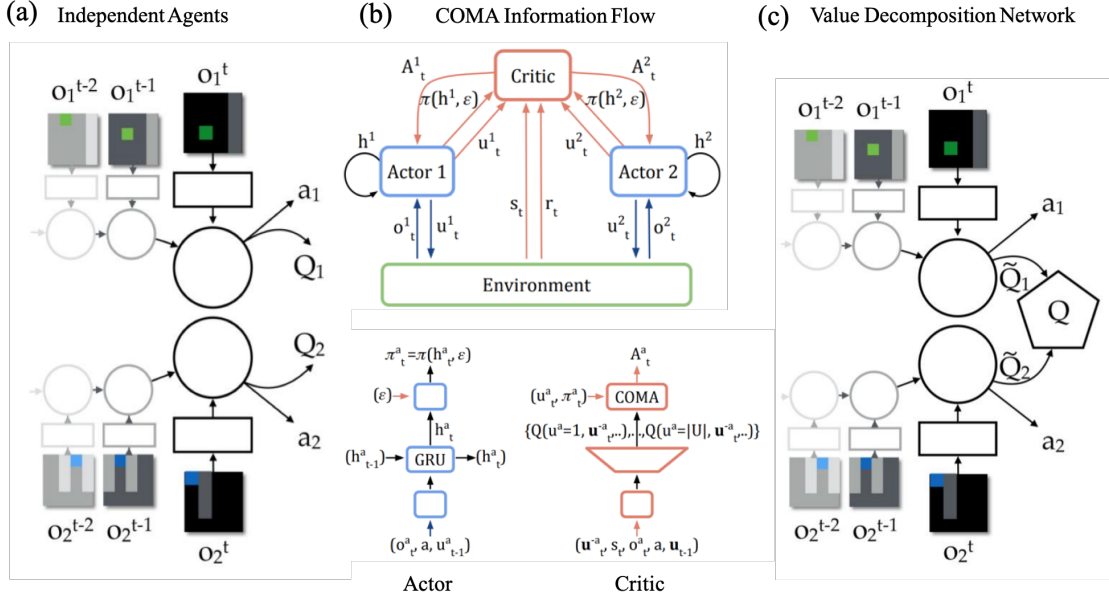 (a) Independent Agents
o₁ᵗ⁻² o₁ᵗ⁻¹ o₁ᵗ
a₁
Q₁
Q₂
a₂
o₂ᵗ⁻² o₂ᵗ⁻¹ o₂ᵗ
(b) COMA Information Flow
A¹ₜ Critic A²ₜ
π(h¹, ε) π(h², ε)
h¹ u¹ₜ u²ₜ h²
Actor 1 Actor 2
sₜ rₜ
o¹ₜ u¹ₜ u²ₜ o²ₜ
Environment
πᵃₜ=π(hᵃₜ, ε)
(ε)
hᵃₜ
(hᵃₜ₋₁) GRU (hᵃₜ)
(oᵃₜ, a, uᵃₜ₋₁)
Actor
Aᵃₜ
(uᵃₜ, πᵃₜ) COMA
{Q(uᵃ=1, u⁻ᵃₜ,..),..,Q(uᵃ=|U|, u⁻ᵃₜ,..)}
(u⁻ᵃₜ, sₜ, oᵃₜ, a, uₜ₋₁)
Critic
(c) Value Decomposition Network
o₁ᵗ⁻² o₁ᵗ⁻¹ o₁ᵗ
a₁
Q̃₁
Q
Q̃₂
a₂
o₂ᵗ⁻² o₂ᵗ⁻¹ o₂ᵗ